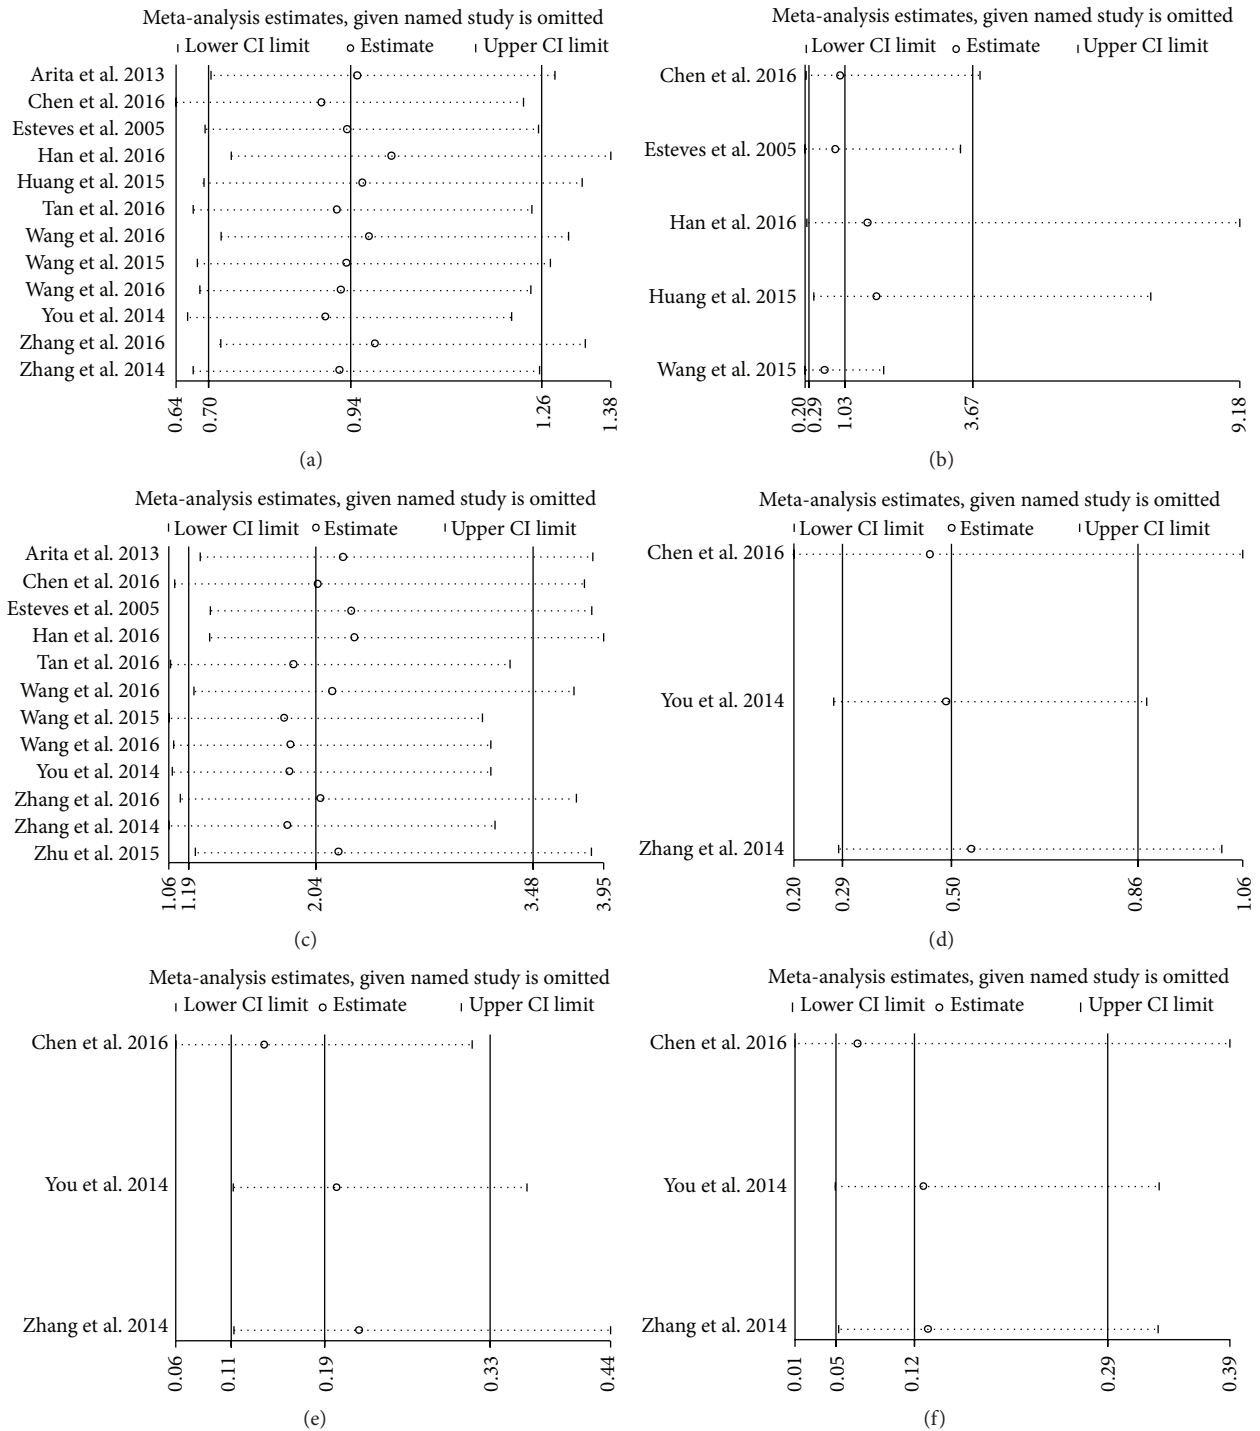 Meta-analysis estimates, given named study is omitted
Lower CI limit Estimate Upper CI limit
Arita et al. 2013
Chen et al. 2016
Esteves et al. 2005
Han et al. 2016
Huang et al. 2015
Tan et al. 2016
Wang et al. 2016
Wang et al. 2015
Wang et al. 2016
You et al. 2014
Zhang et al. 2016
Zhang et al. 2014
0.64 0.70 0.94 1.26 1.38
(a)
Meta-analysis estimates, given named study is omitted
Lower CI limit Estimate Upper CI limit
Chen et al. 2016
Esteves et al. 2005
Han et al. 2016
Huang et al. 2015
Wang et al. 2015
0.20 0.29 1.03 3.67 9.18
(b)
Meta-analysis estimates, given named study is omitted
Lower CI limit Estimate Upper CI limit
Arita et al. 2013
Chen et al. 2016
Esteves et al. 2005
Han et al. 2016
Tan et al. 2016
Wang et al. 2016
Wang et al. 2015
Wang et al. 2016
You et al. 2014
Zhang et al. 2016
Zhang et al. 2014
Zhu et al. 2015
1.06 1.19 2.04 3.48 3.95
(c)
Meta-analysis estimates, given named study is omitted
Lower CI limit Estimate Upper CI limit
Chen et al. 2016
You et al. 2014
Zhang et al. 2014
0.20 0.29 0.50 0.86 1.06
(d)
Meta-analysis estimates, given named study is omitted
Lower CI limit Estimate Upper CI limit
Chen et al. 2016
You et al. 2014
Zhang et al. 2014
0.06 0.11 0.19 0.33 0.44
(e)
Meta-analysis estimates, given named study is omitted
Lower CI limit Estimate Upper CI limit
Chen et al. 2016
You et al. 2014
Zhang et al. 2014
0.01 0.05 0.12 0.29 0.39
(f)